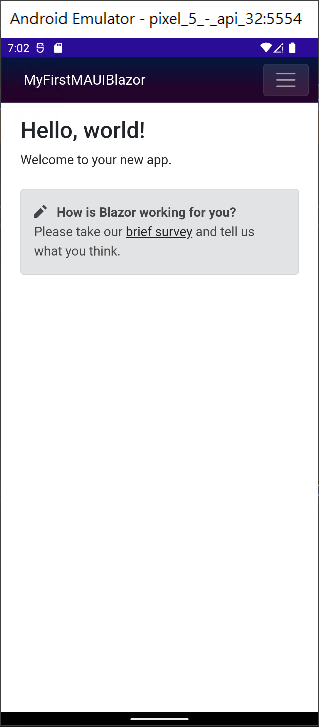 Android Emulator - pixel_5_-_api_32:5554
7:02
MyFirstMAUIBlazor
Hello, world!
Welcome to your new app.
How is Blazor working for you?
Please take our brief survey and tell us
what you think.